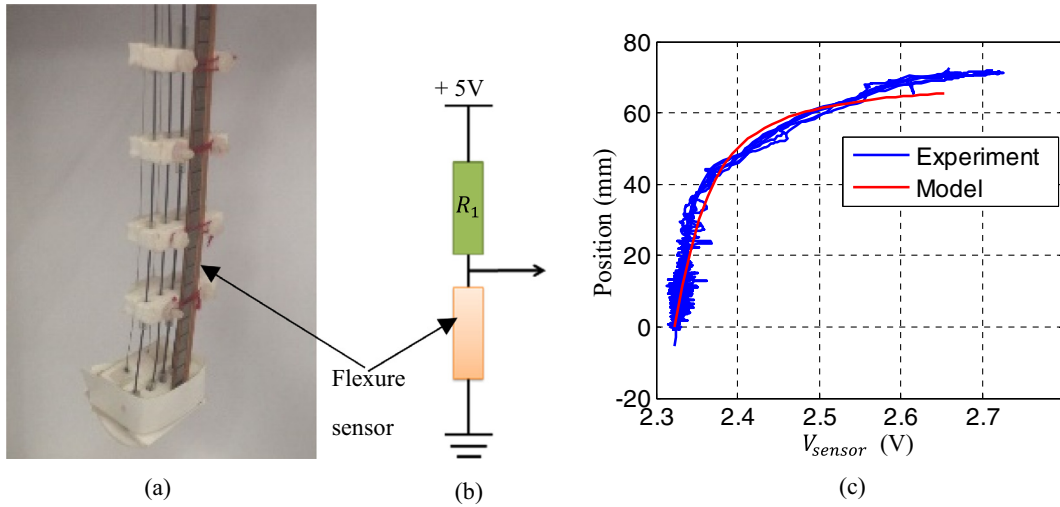 + 5V
R₁
Flexure
sensor
80
60
40
20
0
-20
Position (mm)
2.3 2.4 2.5 2.6 2.7
V_sensor (V)
Experiment
Model
(a) (b) (c)